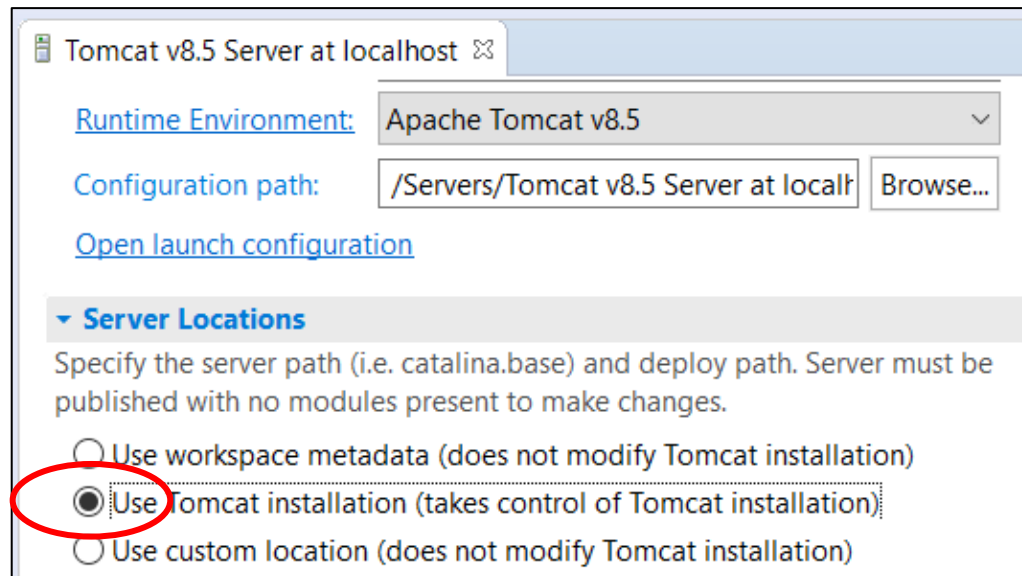 Tomcat v8.5 Server at localhost
Runtime Environment: Apache Tomcat v8.5
Configuration path: /Servers/Tomcat v8.5 Server at localh Browse...
Open launch configuration
Server Locations
Specify the server path (i.e. catalina.base) and deploy path. Server must be
published with no modules present to make changes.
Use workspace metadata (does not modify Tomcat installation)
Use Tomcat installation (takes control of Tomcat installation)
Use custom location (does not modify Tomcat installation)